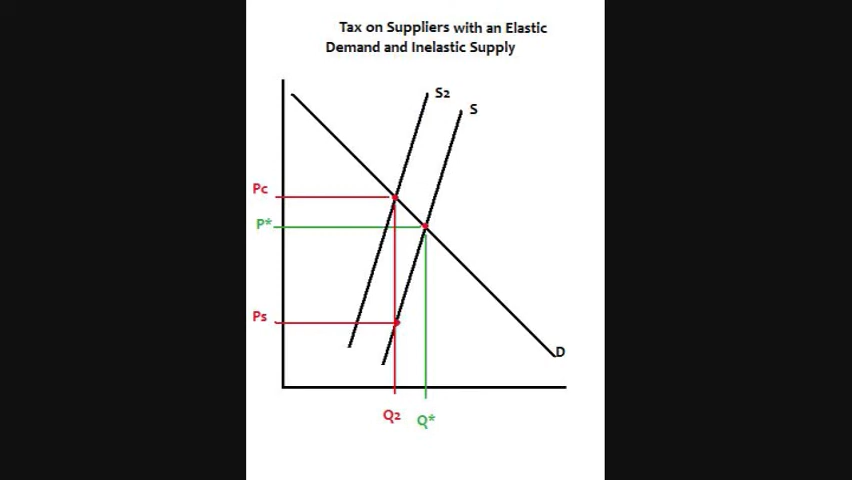 Tax on Suppliers with an Elastic
Demand and Inelastic Supply
S2
S
Pc
P*
Ps
D
Q2
Q*